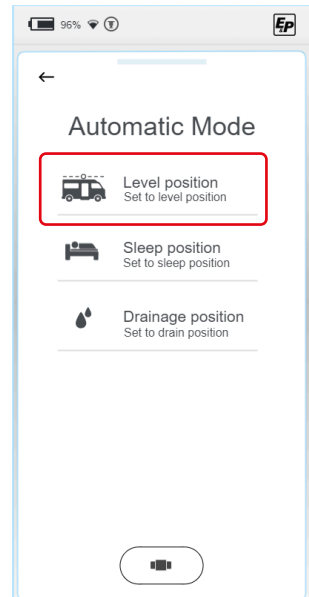 96%
EP
Automatic Mode
Level position
Set to level position
Sleep position
Set to sleep position
Drainage position
Set to drain position